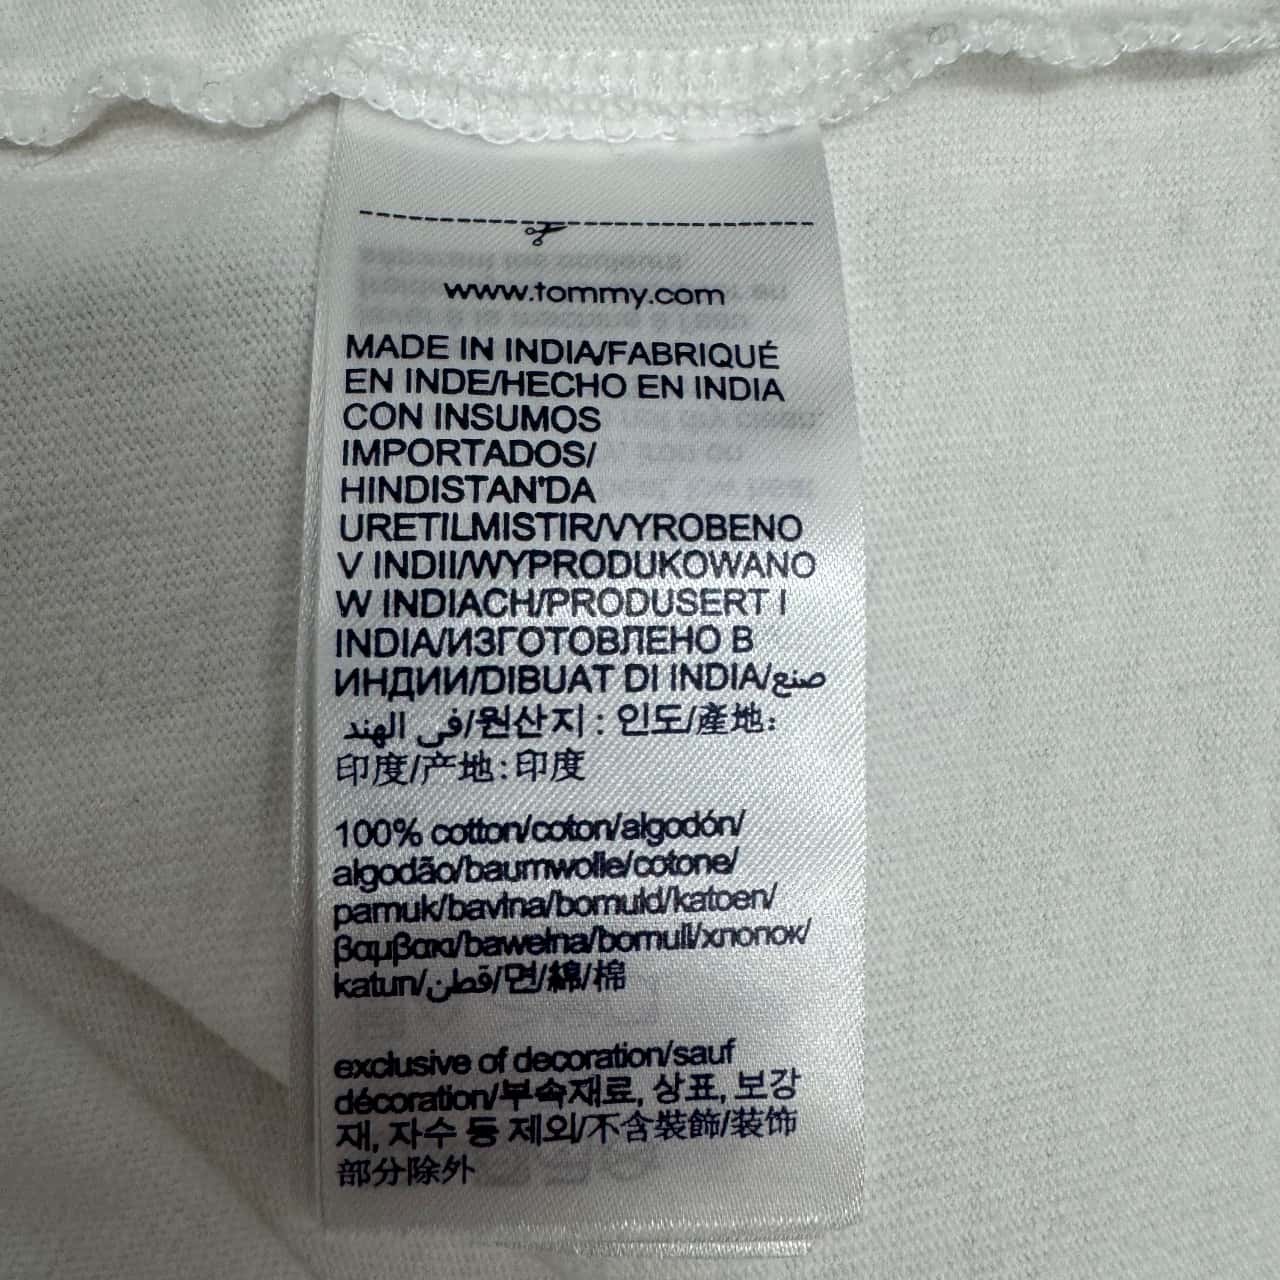 www.tommy.com
MADE IN INDIA/FABRIQUÉ
EN INDE/HECHO EN INDIA
CON INSUMOS
IMPORTADOS/
HINDISTAN'DA
URETILMISTIR/VYROBENO
V INDII/WYPRODUKOWANO
W INDIACH/PRODUSERT I
INDIA/ИЗГОТОВЛЕНО В
ИНДИИ/DIBUAT DI INDIA/صنع
في الهند/원산지 : 인도/產地:
印度/产地:印度
100% cotton/coton/algodón/
algodão/baumwolle/cotone/
pamuk/bavlna/bomuld/katoen/
βαμβακι/bawełna/bomull/хлопок/
katun/قطن/면/綿/棉
exclusive of decoration/sauf
décoration/부속재료, 상표, 보강
재, 자수 등 제외/不含裝飾/装饰
部分除外